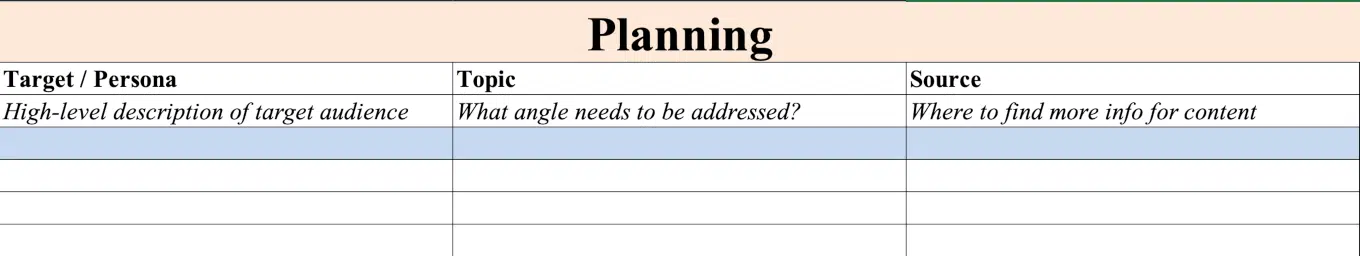 Planning
Target / Persona
Topic
Source
High-level description of target audience
What angle needs to be addressed?
Where to find more info for content